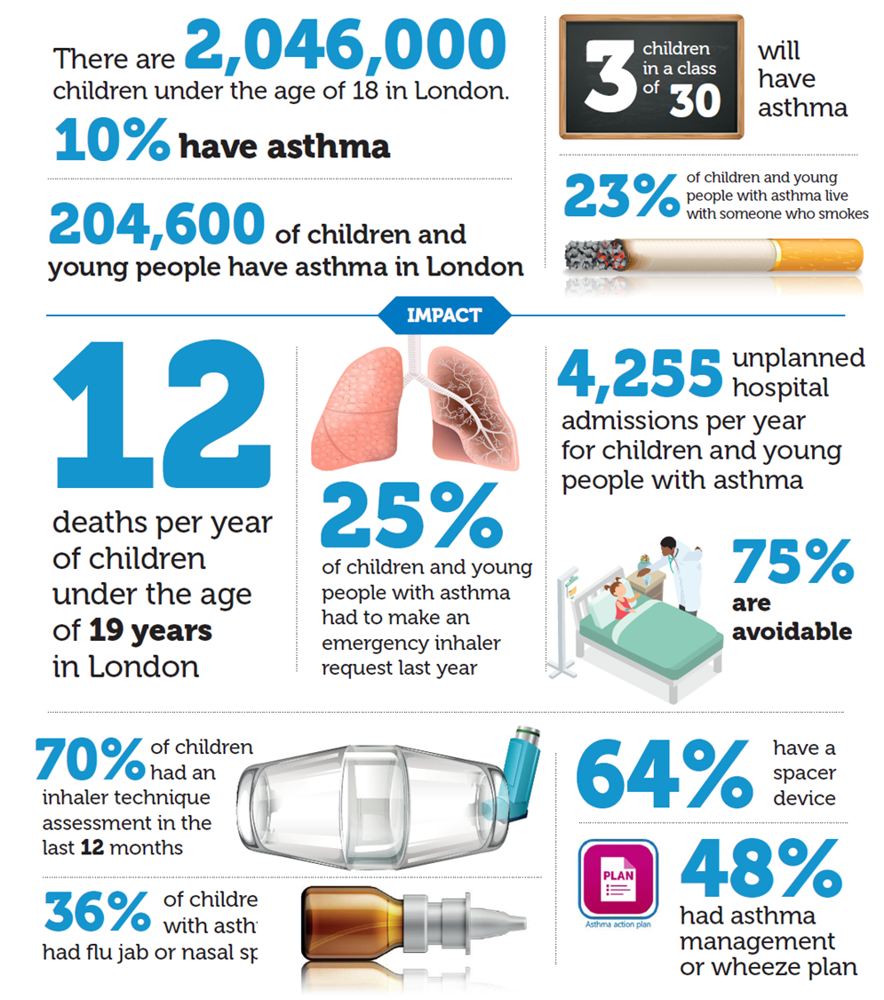 There are 2,046,000
children under the age of 18 in London.
10% have asthma
204,600 of children and
young people have asthma in London
3 children
in a class
of 30
will
have
asthma
23% of children and young
people with asthma live
with someone who smokes
IMPACT
12
deaths per year
of children
under the age
of 19 years
in London
25%
of children and young
people with asthma
had to make an
emergency inhaler
request last year
4,255 unplanned
hospital
admissions per year
for children and young
people with asthma
75%
are
avoidable
70% of children
had an
inhaler technique
assessment in the
last 12 months
64% have a
spacer
device
36% of childre
with asth
had flu jab or nasal sp
PLAN
Asthma action plan
48%
had asthma
management
or wheeze plan